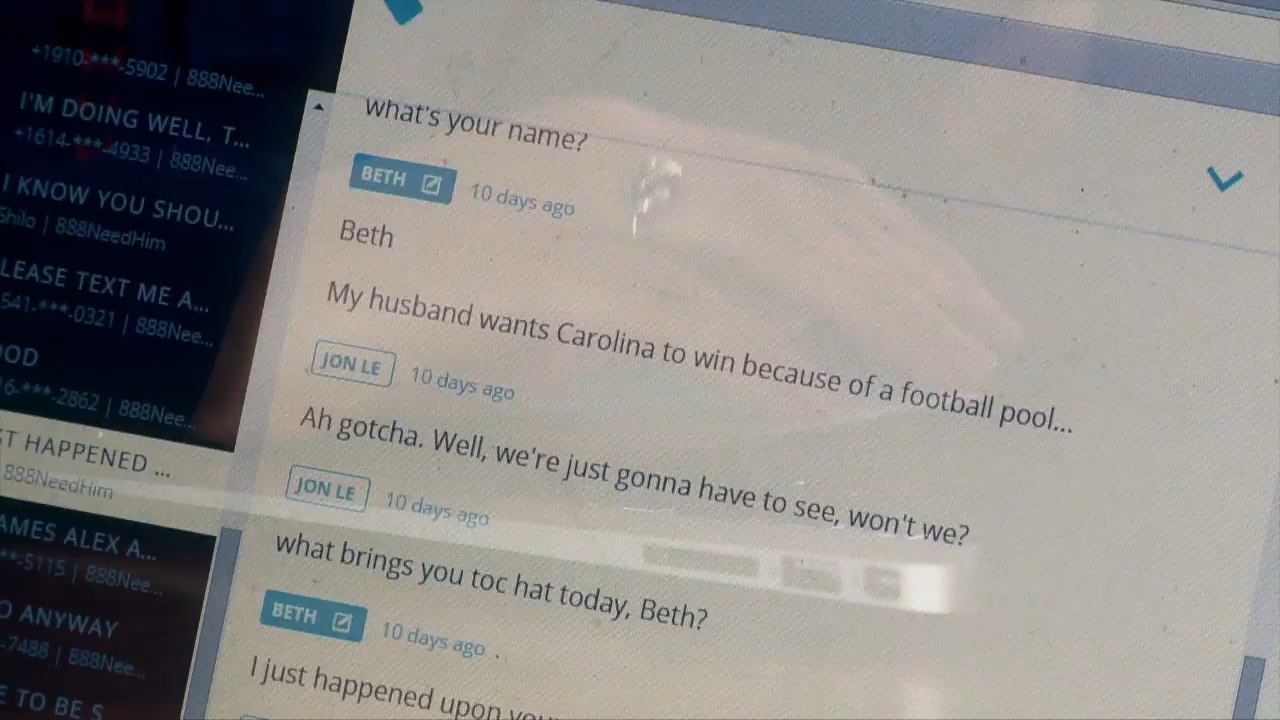 +1910-***-5902 | 888Nee...
I'M DOING WELL, T...
+1614-***-4933 | 888Nee...
I KNOW YOU SHOU...
Shilo | 888NeedHim
LEASE TEXT ME A...
541-***-0321 | 888Nee...
OOD
16-***-2862 | 888Nee...
ST HAPPENED ...
888NeedHim
AMES ALEX A...
**-5115 | 888Nee...
O ANYWAY
-7488 | 888Nee...
E TO BE S
what's your name?
BETH 10 days ago
Beth
My husband wants Carolina to win because of a football pool...
JON LE 10 days ago
Ah gotcha. Well, we're just gonna have to see, won't we?
JON LE 10 days ago
what brings you toc hat today, Beth?
BETH 10 days ago
I just happened upon